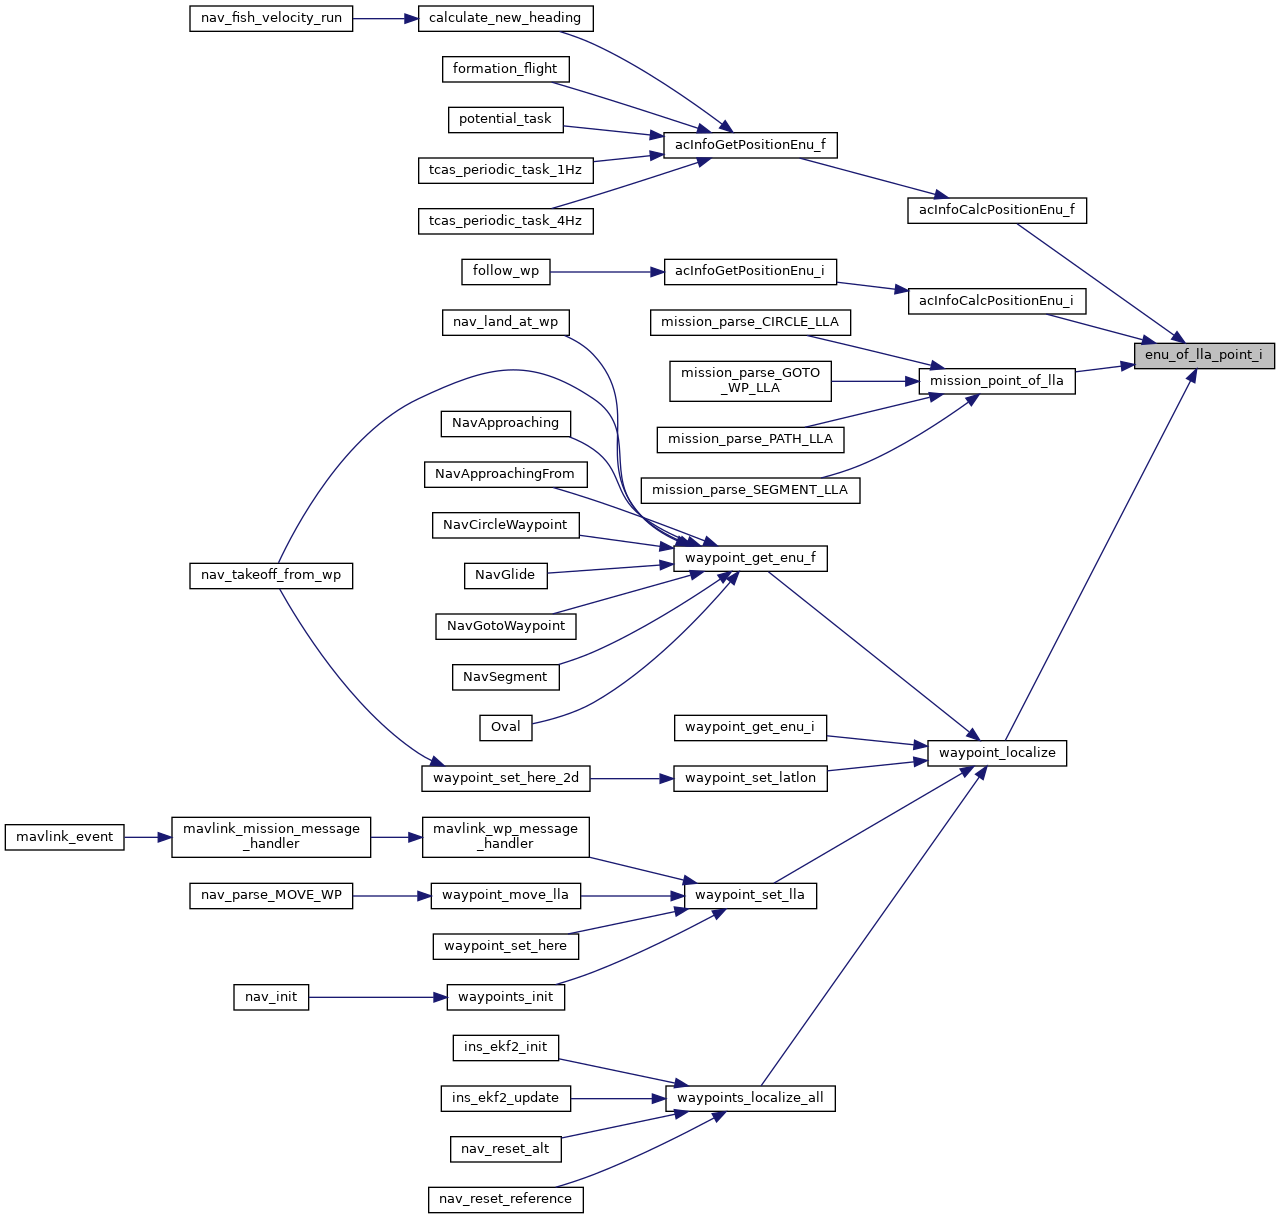 nav_fish_velocity_run
calculate_new_heading
formation_flight
potential_task
acInfoGetPositionEnu_f
tcas_periodic_task_1Hz
acInfoCalcPositionEnu_f
tcas_periodic_task_4Hz
follow_wp
acInfoGetPositionEnu_i
acInfoCalcPositionEnu_i
nav_land_at_wp
mission_parse_CIRCLE_LLA
enu_of_lla_point_i
mission_parse_GOTO
_WP_LLA
mission_point_of_lla
NavApproaching
mission_parse_PATH_LLA
NavApproachingFrom
mission_parse_SEGMENT_LLA
NavCircleWaypoint
waypoint_get_enu_f
nav_takeoff_from_wp
NavGlide
NavGotoWaypoint
NavSegment
Oval
waypoint_get_enu_i
waypoint_localize
waypoint_set_here_2d
waypoint_set_latlon
mavlink_event
mavlink_mission_message
_handler
mavlink_wp_message
_handler
nav_parse_MOVE_WP
waypoint_move_lla
waypoint_set_lla
waypoint_set_here
nav_init
waypoints_init
ins_ekf2_init
ins_ekf2_update
waypoints_localize_all
nav_reset_alt
nav_reset_reference